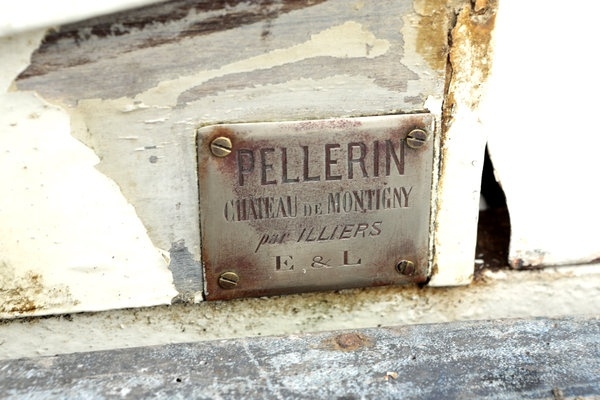 PELLERIN
CHATEAU DE MONTIGNY
par ILLIERS
E & L